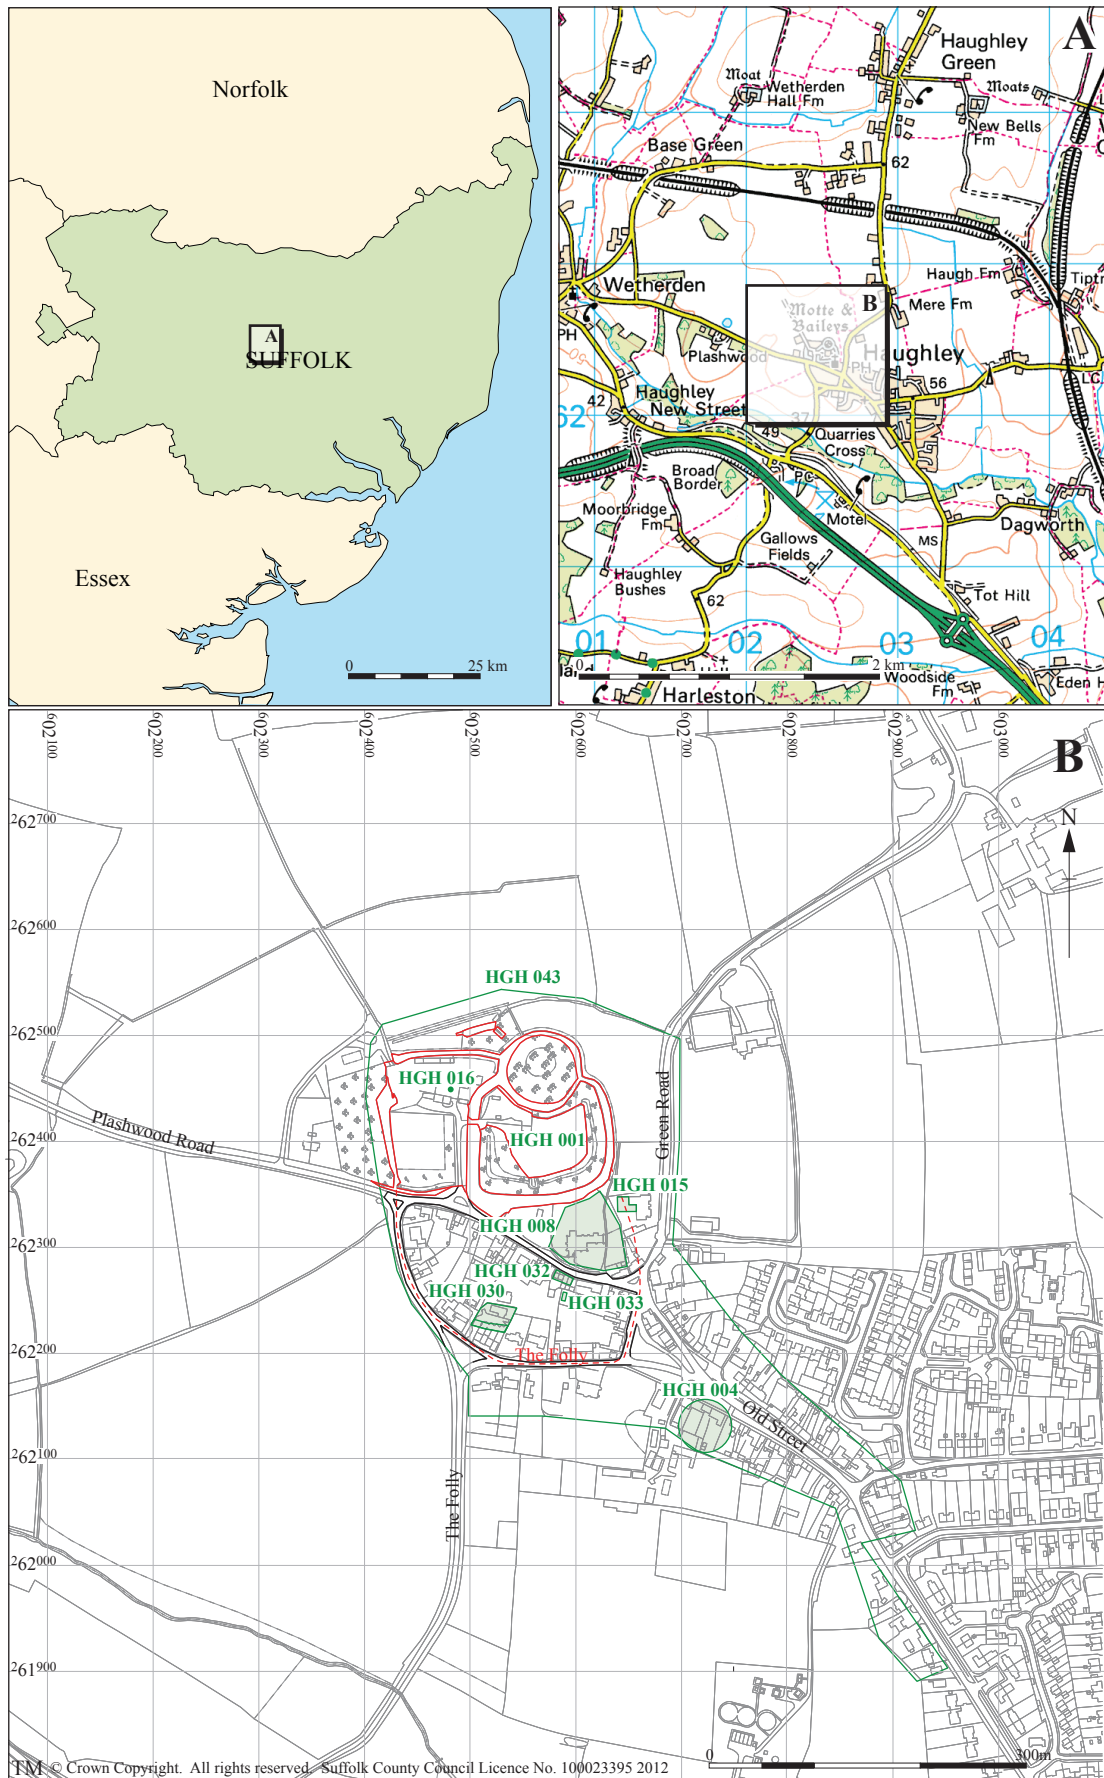 Norfolk
A
SUFFOLK
Essex
0
25 km
A
Haughley
Green
Moat
Wetherden
Hall Fm
Moats
New Bells
Fm
Base Green
62
Wetherden
Haugh Fm
Tiptr
Mere Fm
B
Motte &
Baileys
PH
Plashwood
Haughley
PH
56
LC
42
Haughley
New Street
62
37
49
Quarries
Cross
Broad
Border
PC
Moorbridge
Fm
Motel
Dagworth
Gallows
Fields
MS
Haughley
Bushes
62
Tot Hill
01
02
03
04
0
2 km
Woodside
Fm
Eden H
Harleston
B
602100
602200
602300
602400
602500
602600
602700
602800
602900
603000
N
262700
262600
262500
262400
262300
262200
262100
262000
261900
HGH 043
HGH 016
HGH 001
Plashwood Road
Green Road
HGH 015
HGH 008
HGH 032
HGH 030
HGH 033
The Folly
HGH 004
Old Street
The Folly
0
300m
TM © Crown Copyright. All rights reserved. Suffolk County Council Licence No. 100023395 2012